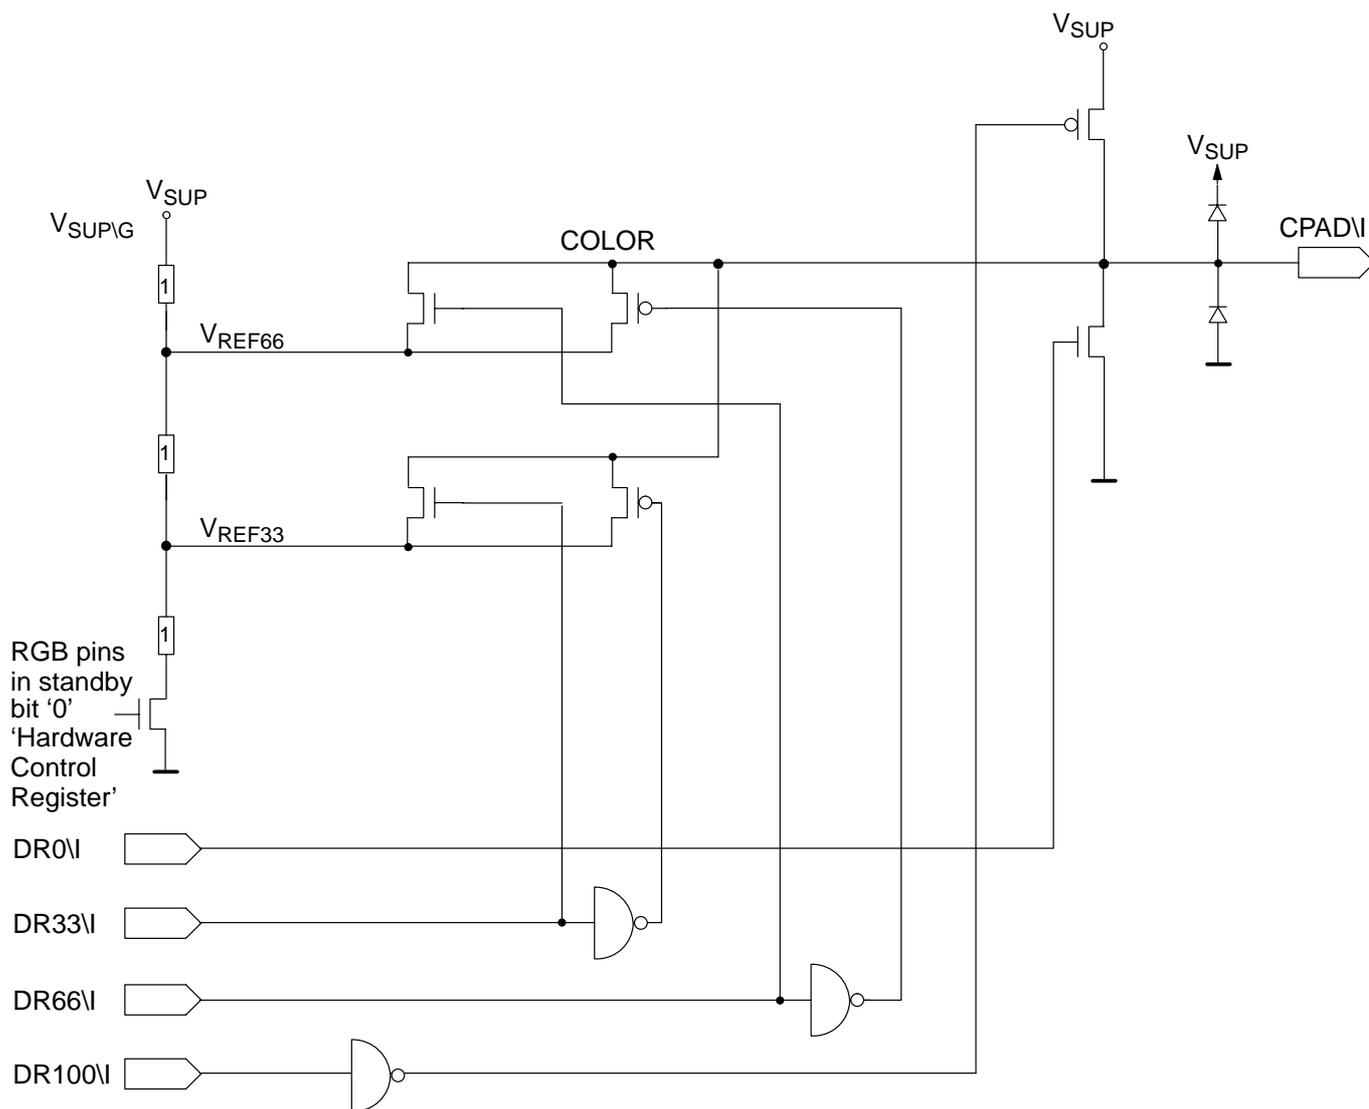 VSUP
VSUP
VSUP
VSUP\G
COLOR
CPAD\I
1
VREF66
1
VREF33
1
RGB pins
in standby
bit ‘0’
‘Hardware
Control
Register’
DR0\I
DR33\I
DR66\I
DR100\I